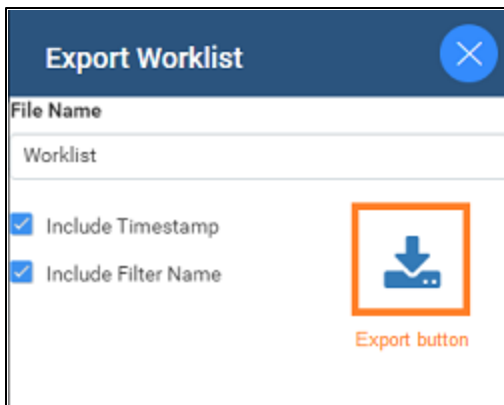 Export Worklist
File Name
Worklist
Include Timestamp
Include Filter Name
Export button